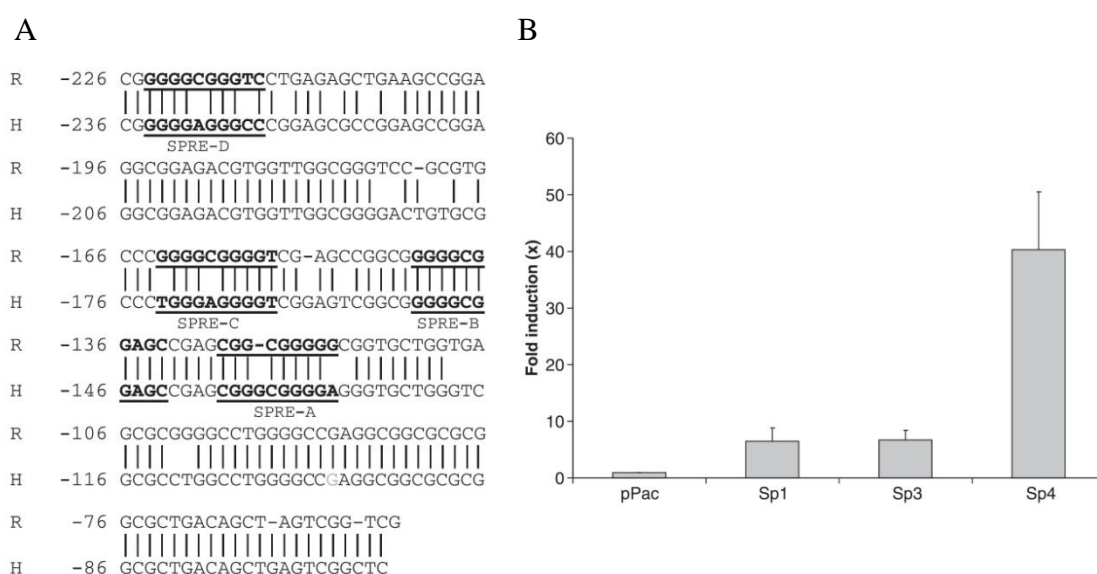 A
B
R -226 CGGGGGCGGGTCCTGAGAGCTGAAGCCGGA
H -236 CGGGGGAGGGCCCGGAGCGCCGGAGCCGGA
SPRE-D
R -196 GGCGGAGACGTGGTTGGCGGGTCC-GCGTG
H -206 GGCGGAGACGTGGTTGGCGGGGACTGTGCG
R -166 CCCGGGGCGGGGTCG-AGCCGGCGGGGGCG
H -176 CCCTGGGAGGGGTCGGAGTCGGCGGGGGCG
SPRE-C SPRE-B
R -136 GAGCCGAGCGG-CGGGGGCGGTGCTGGTGA
H -146 GAGCCGAGCGGGCGGGGAGGGTGCTGGGTC
SPRE-A
R -106 GCGCGGGGCCTGGGGCCGAGGCGGCGCGCG
H -116 GCGCCTGGCCTGGGGCCGAGGCGGCGCGCG
R -76 GCGCTGACAGCT-AGTCGG-TCG
H -86 GCGCTGACAGCTGAGTCGGCTC
Fold induction (x)
60
50
40
30
20
10
0
pPac Sp1 Sp3 Sp4